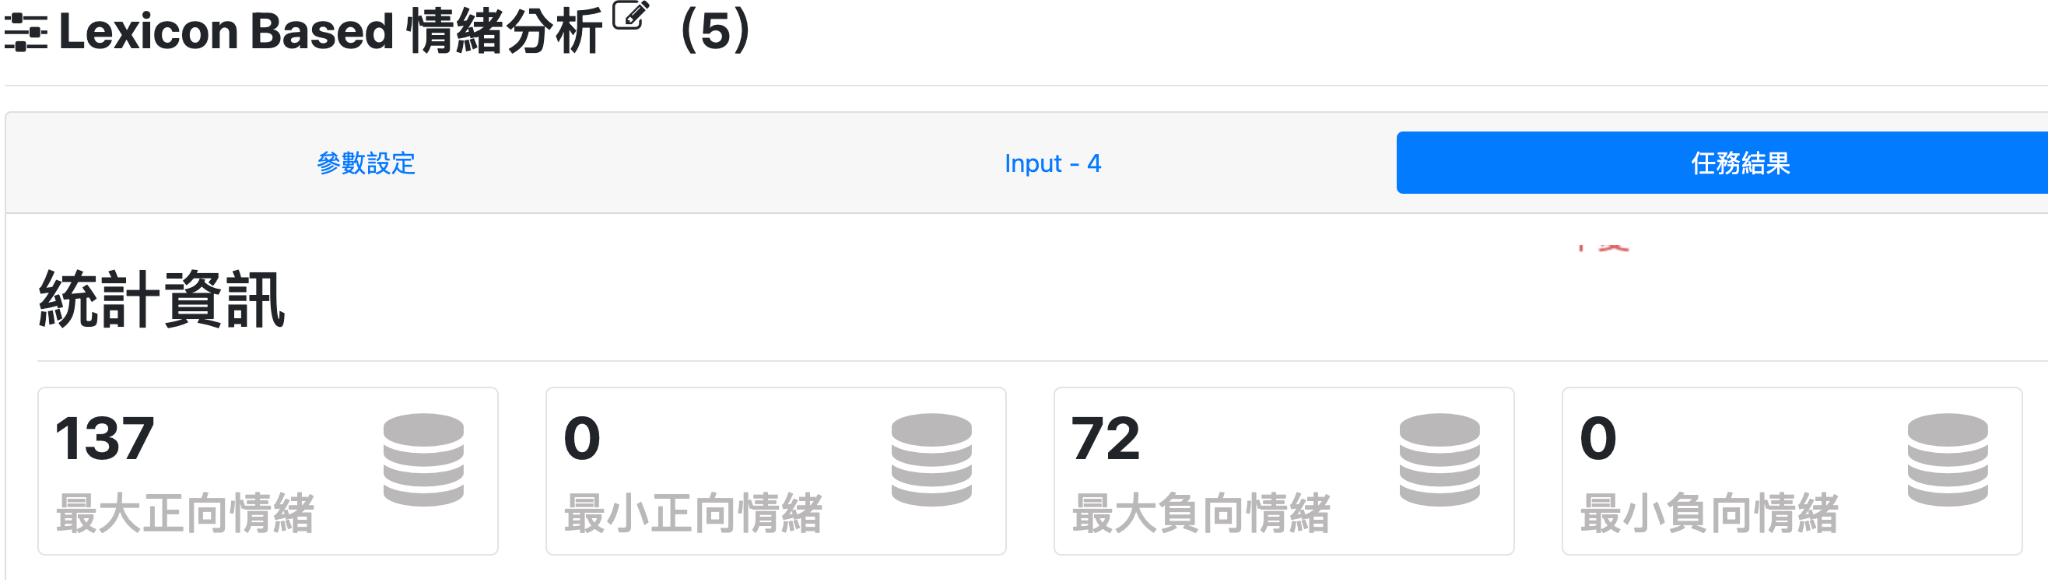 Lexicon Based 情緒分析 (5)
參數設定
Input - 4
任務結果
統計資訊
137
最大正向情緒
0
最小正向情緒
72
最大負向情緒
0
最小負向情緒